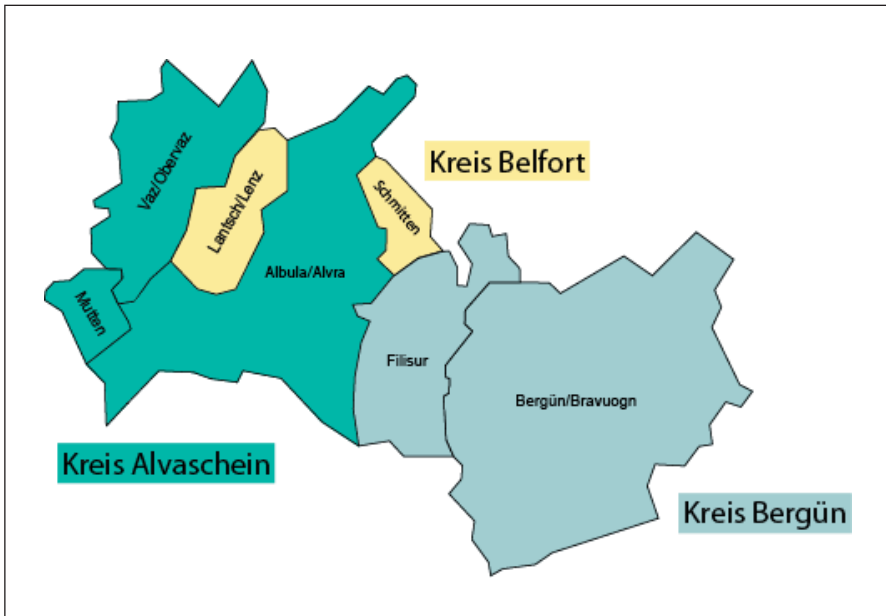 Vaz/Obervaz
Kreis Belfort
Lantsch/Lenz
Schmitten
Albula/Alvra
Mutten
Filisur
Bergün/Bravuogn
Kreis Alvaschein
Kreis Bergün